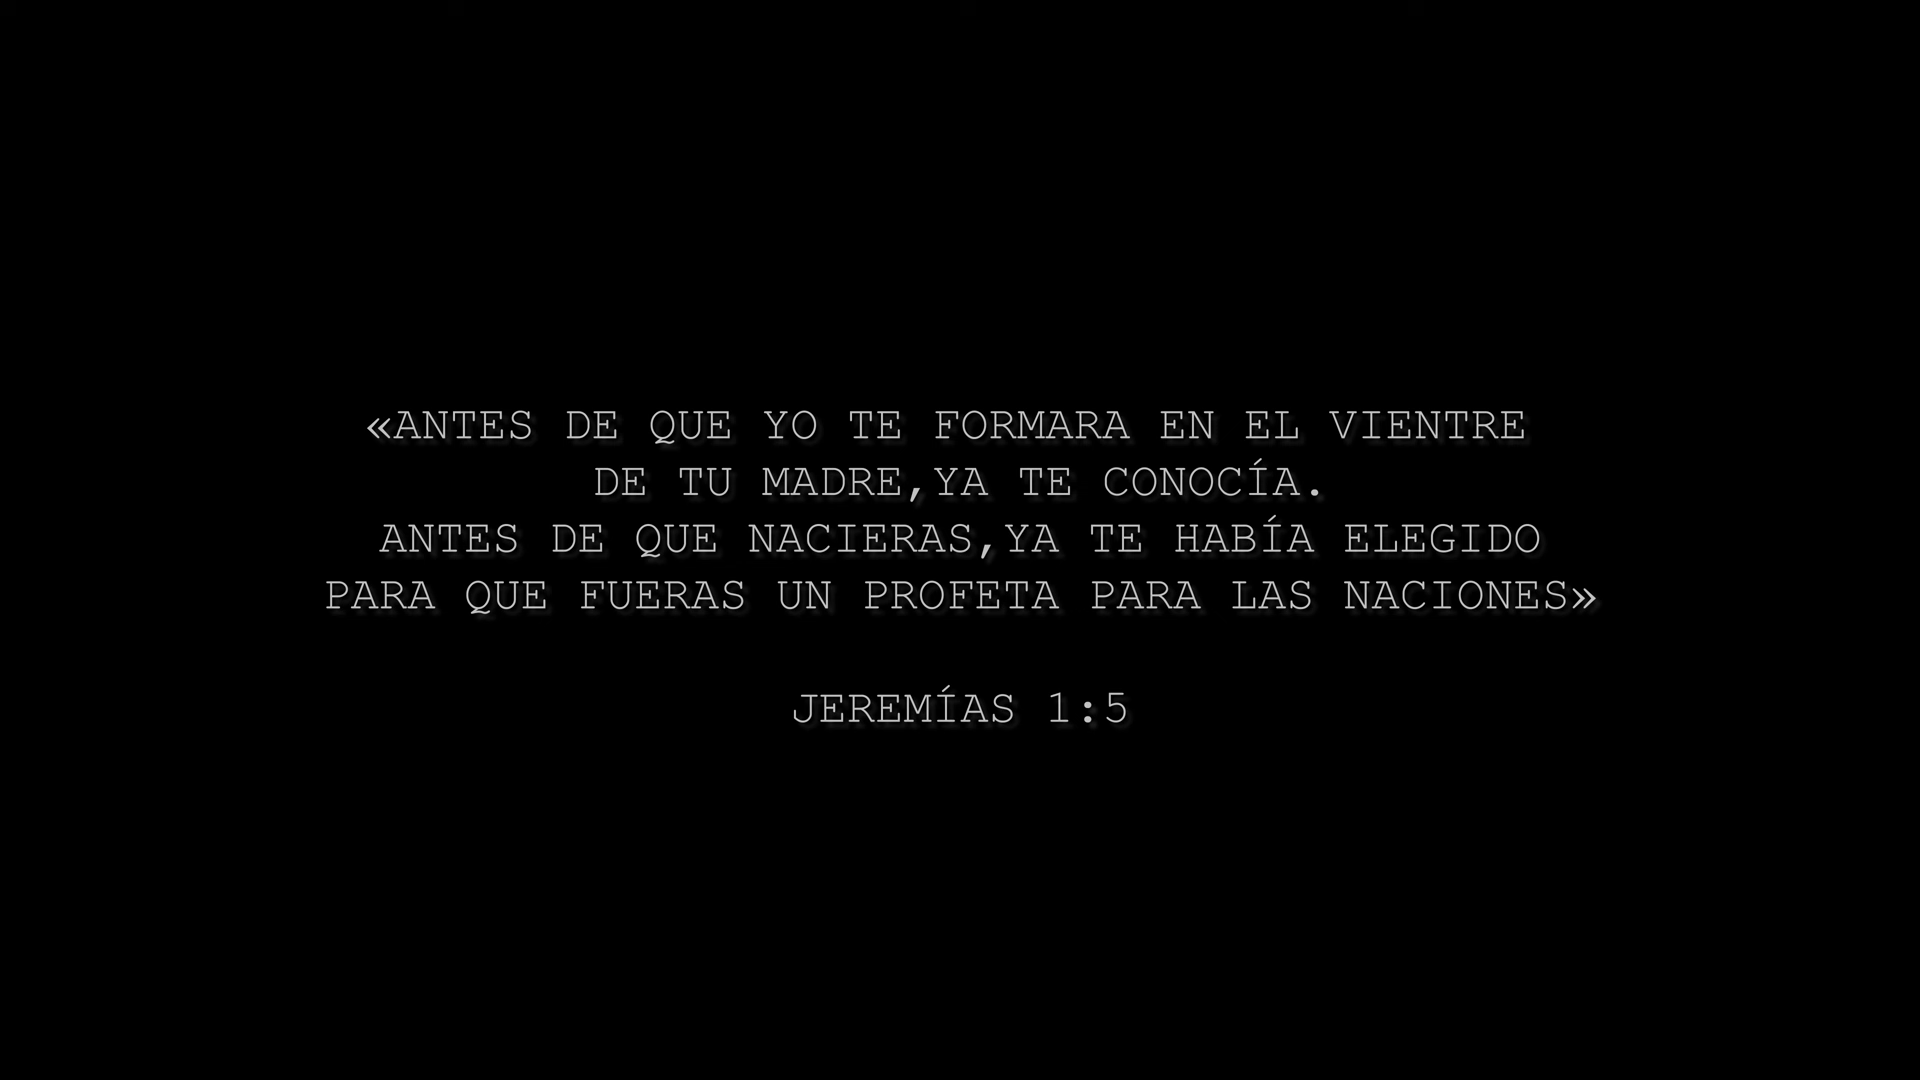 «ANTES DE QUE YO TE FORMARA EN EL VIENTRE
DE TU MADRE,YA TE CONOCÍA.
ANTES DE QUE NACIERAS,YA TE HABÍA ELEGIDO
PARA QUE FUERAS UN PROFETA PARA LAS NACIONES»
JEREMÍAS 1:5